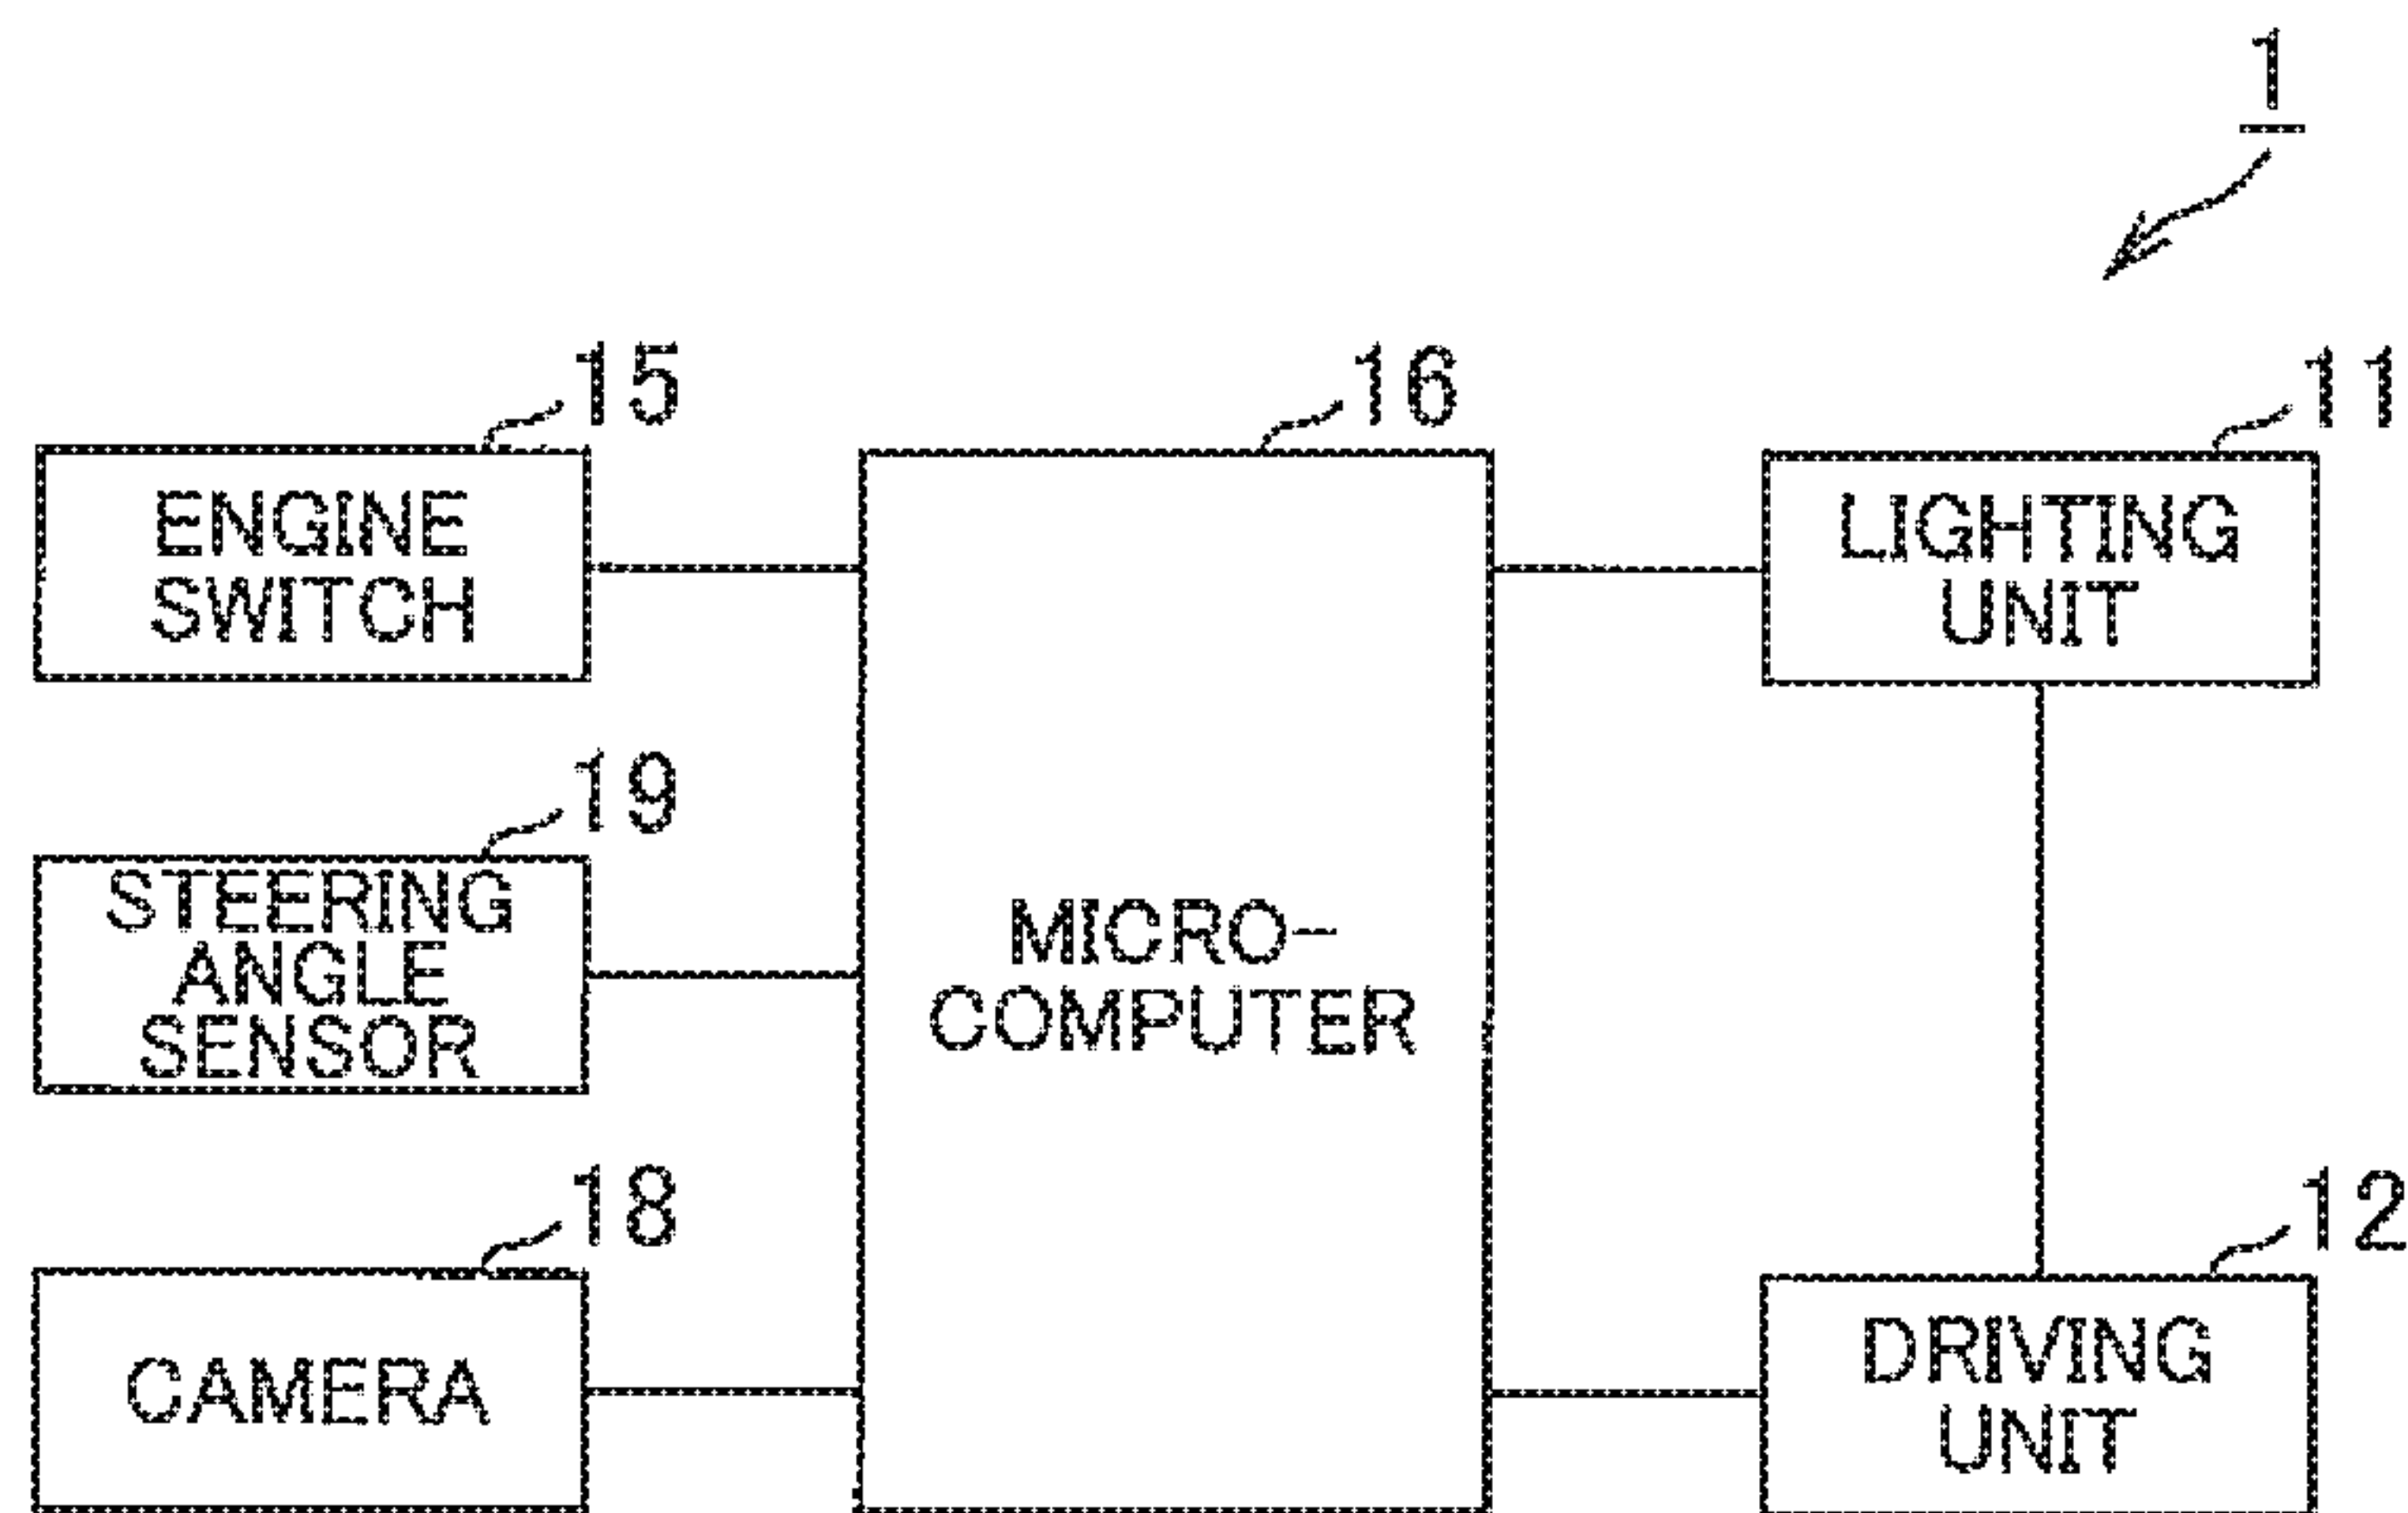 1
15
16
11
ENGINE
SWITCH
LIGHTING
UNIT
19
STEERING
ANGLE
SENSOR
MICRO-
COMPUTER
18
12
CAMERA
DRIVING
UNIT